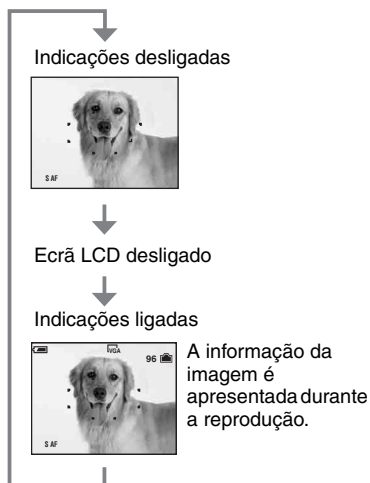 Indicações desligadas
S AF
Ecrã LCD desligado
Indicações ligadas
VGA
96
S AF
A informação da
imagem é
apresentada durante
a reprodução.